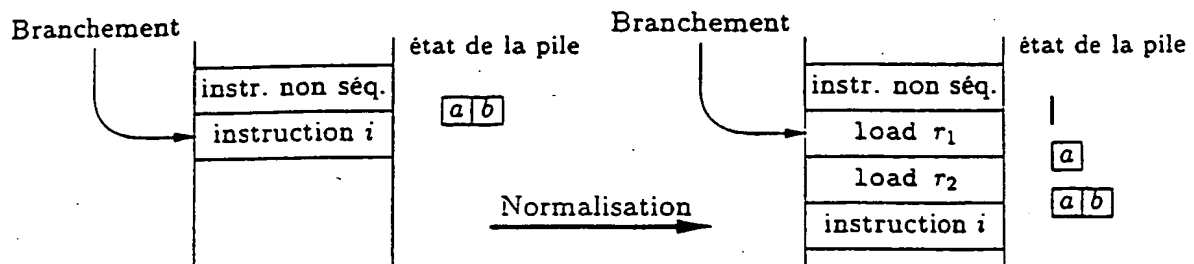 Branchement
état de la pile
instr. non séq.
a b
instruction i
Normalisation
Branchement
état de la pile
instr. non séq.
load r₁
a
load r₂
a b
instruction i